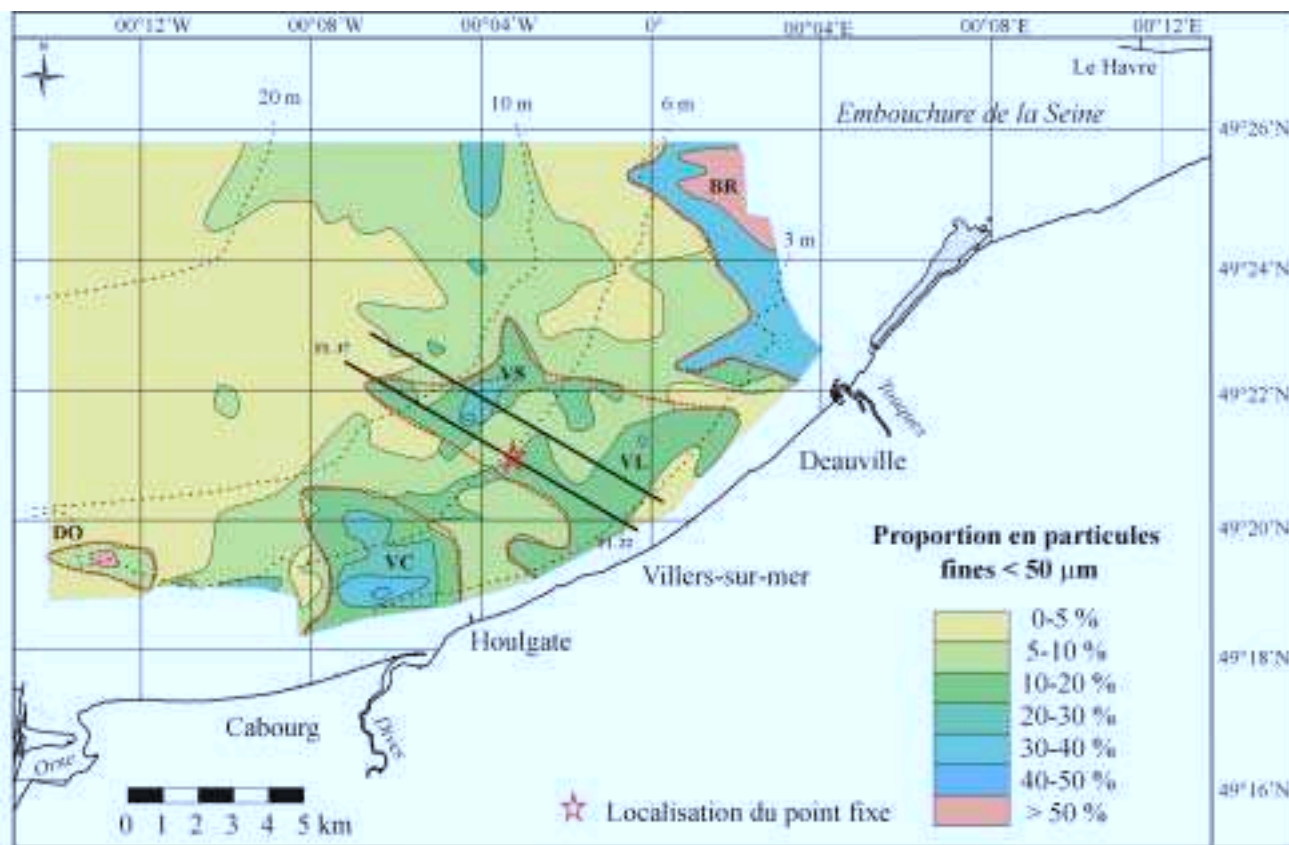 00°12'W 00°08'W 00°04'W 0° 00°04'E 00°08'E 00°12'E
Le Havre
20 m 10 m 6 m
Embouchure de la Seine
49°26'N
BR
3 m
49°24'N
VS
49°22'N
Touques
Deauville
VL
DO
49°20'N
VC
Villers-sur-mer
Houlgate
49°18'N
Cabourg
Dives
Orne
49°16'N
0 1 2 3 4 5 km
Localisation du point fixe
Proportion en particules
fines < 50 µm
0-5 %
5-10 %
10-20 %
20-30 %
30-40 %
40-50 %
> 50 %